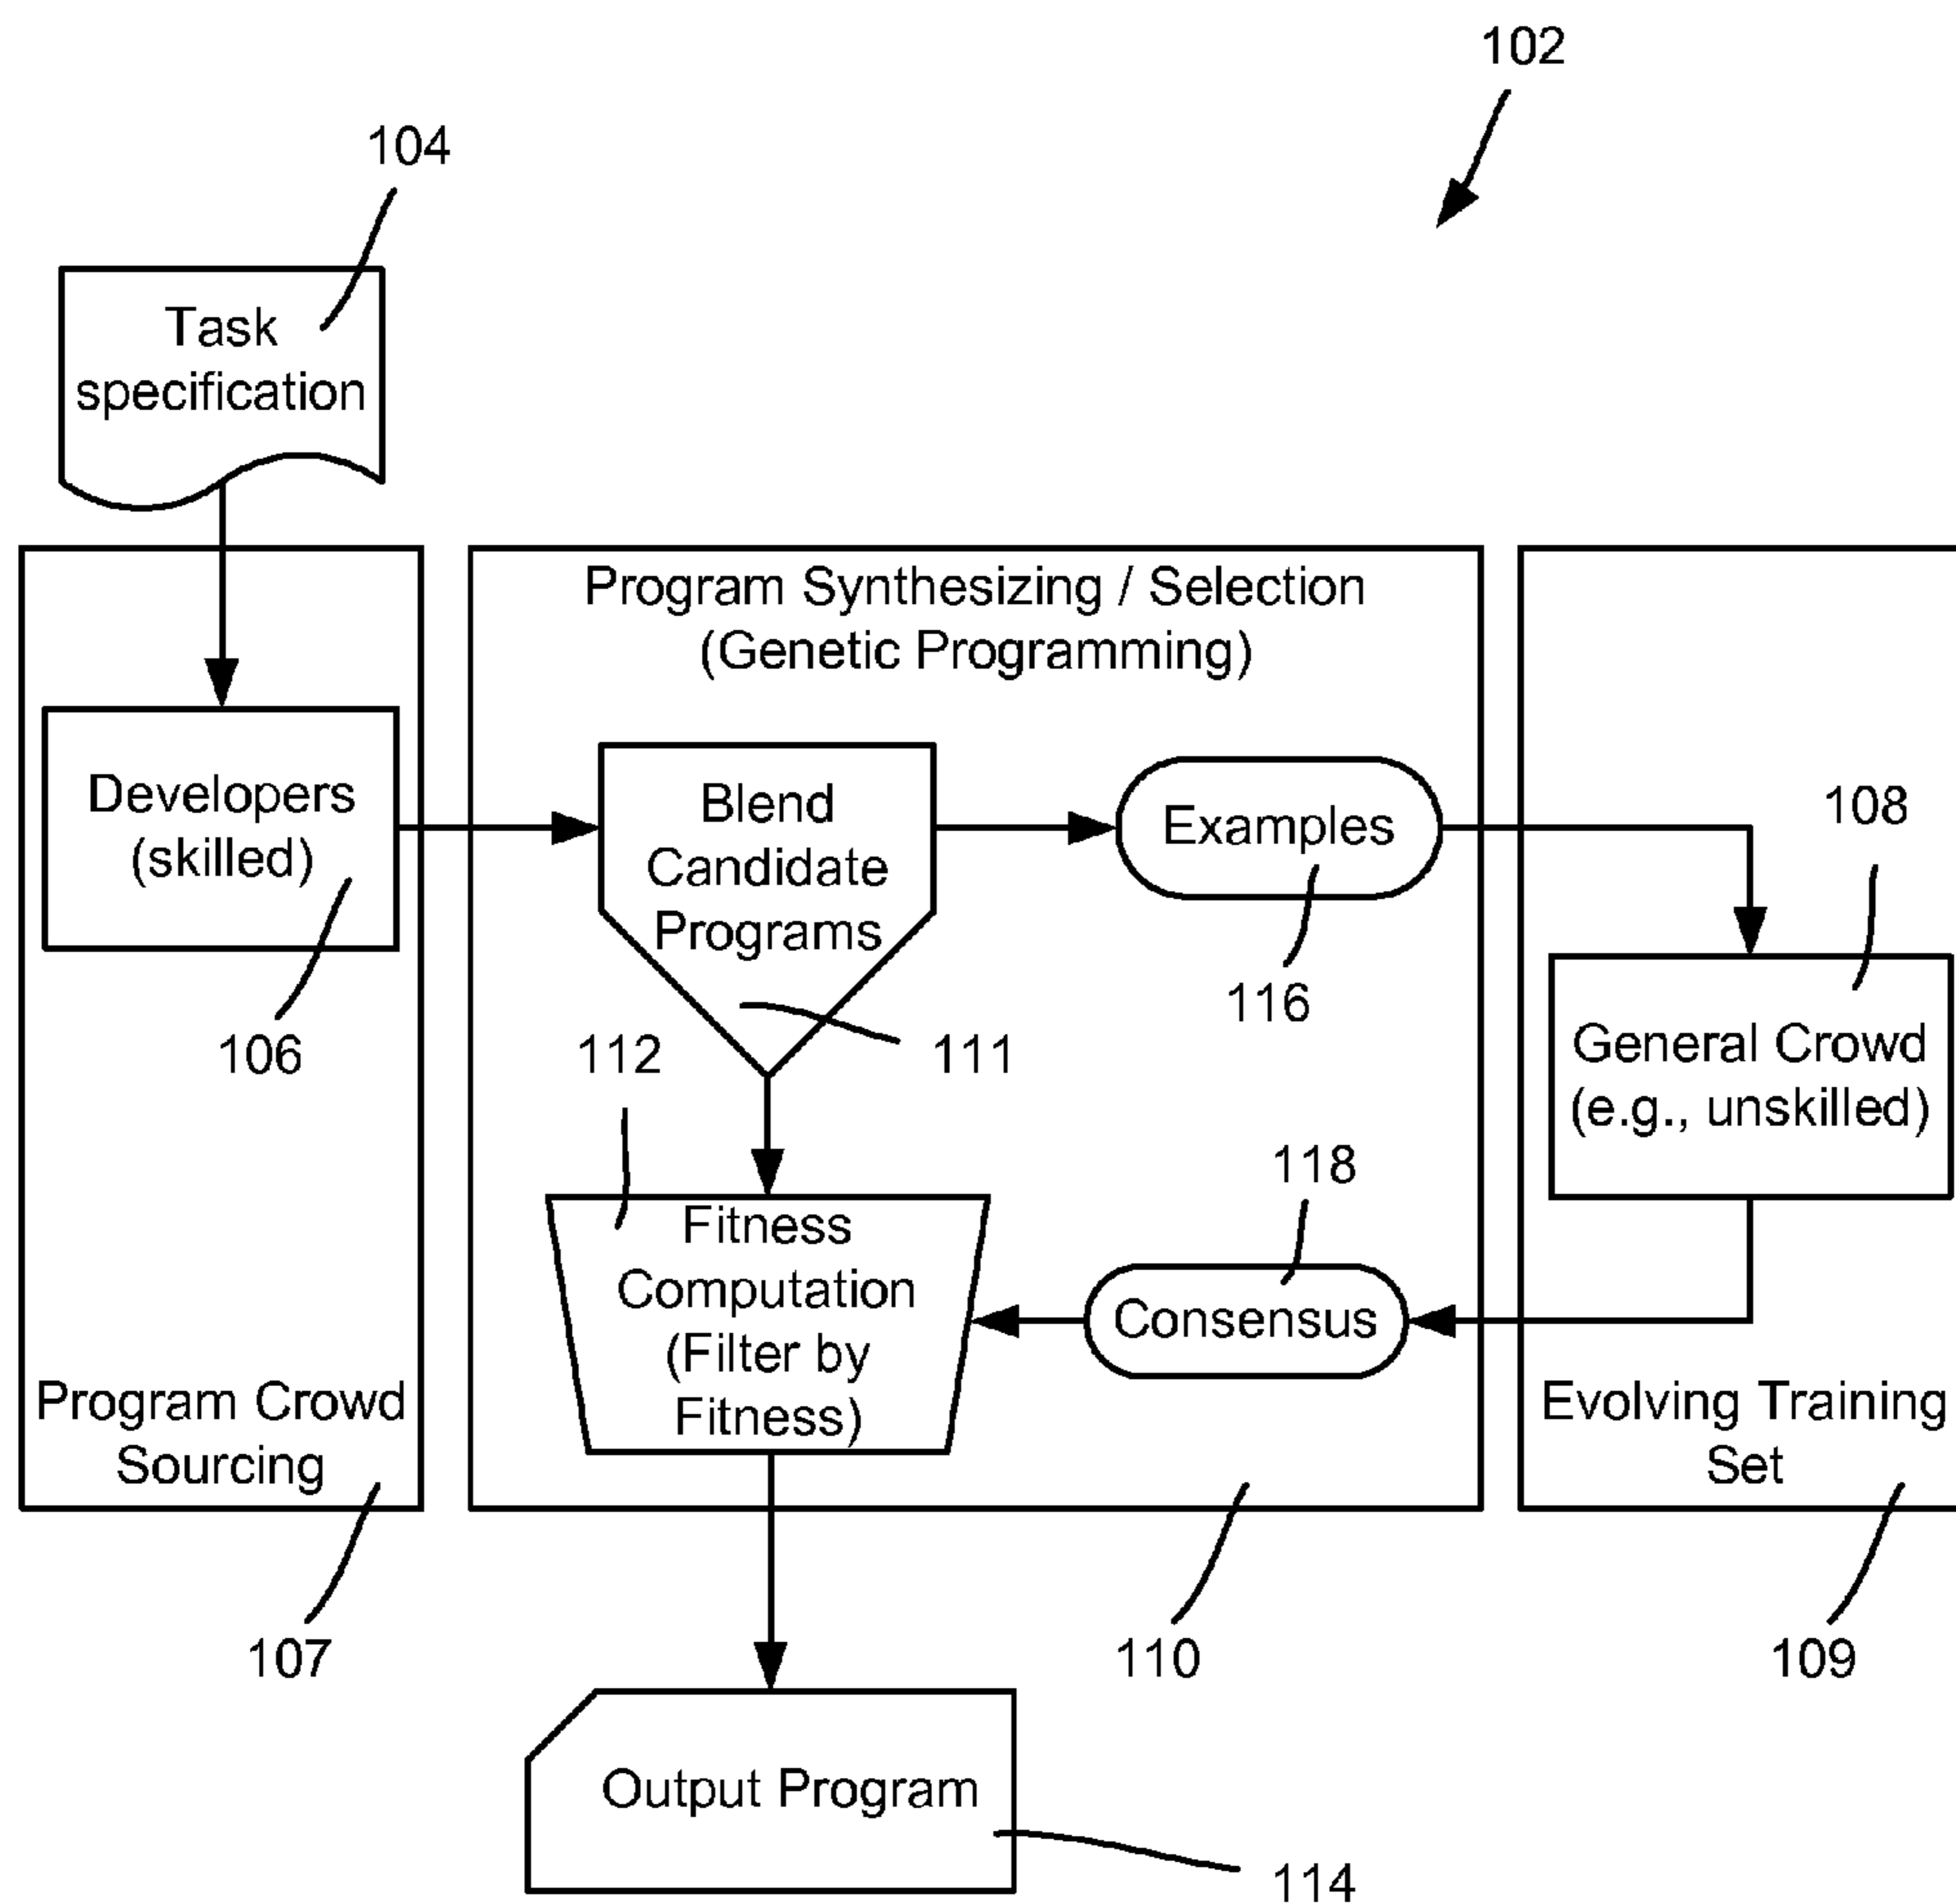 102
104
Task
specification
Program Synthesizing / Selection
(Genetic Programming)
Developers
(skilled)
106
Blend
Candidate
Programs
111
Examples
116
108
General Crowd
(e.g., unskilled)
112
Fitness
Computation
(Filter by
Fitness)
118
Consensus
Program Crowd
Sourcing
107
110
Evolving Training
Set
109
Output Program
114